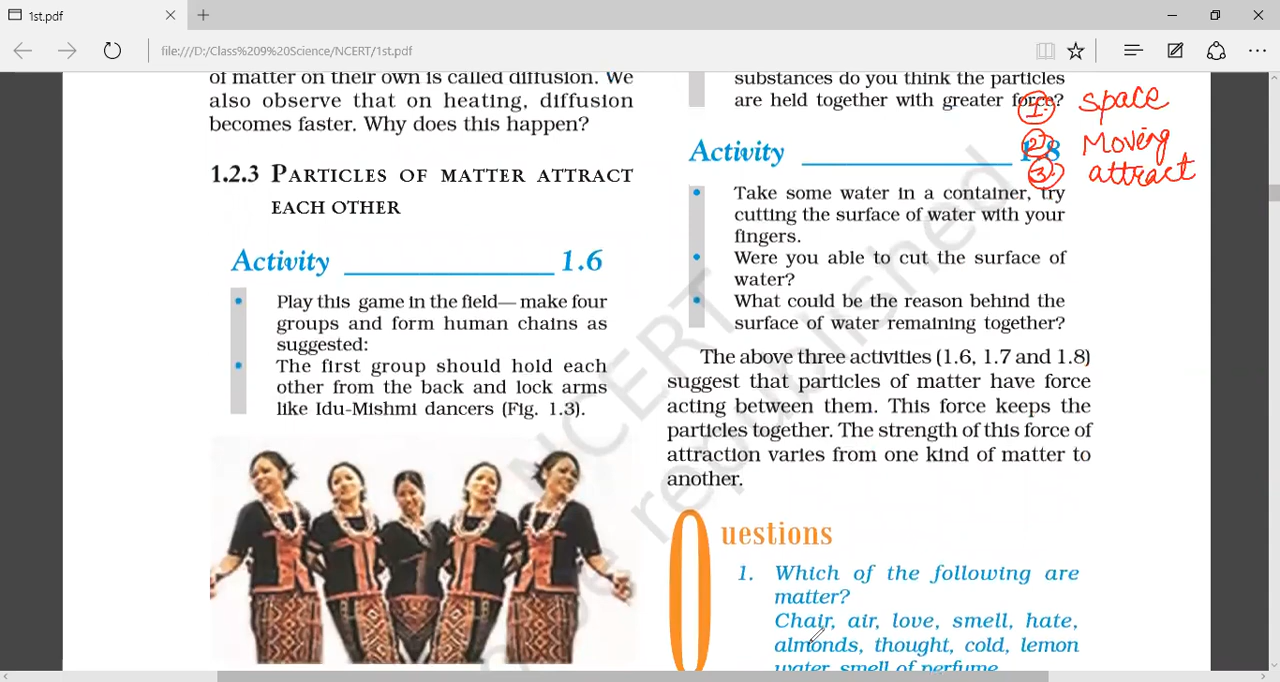 1st.pdf
file:///D:/Class%209%20Science/NCERT/1st.pdf
of matter on their own is called diffusion. We
also observe that on heating, diffusion
becomes faster. Why does this happen?
1.2.3 PARTICLES OF MATTER ATTRACT
EACH OTHER
Activity ______________ 1.6
• Play this game in the field— make four
groups and form human chains as
suggested:
• The first group should hold each
other from the back and lock arms
like Idu-Mishmi dancers (Fig. 1.3).
substances do you think the particles
are held together with greater force?
Activity ______________ 1.8
• Take some water in a container, try
cutting the surface of water with your
fingers.
• Were you able to cut the surface of
water?
• What could be the reason behind the
surface of water remaining together?
The above three activities (1.6, 1.7 and 1.8)
suggest that particles of matter have force
acting between them. This force keeps the
particles together. The strength of this force of
attraction varies from one kind of matter to
another.
Questions
1. Which of the following are
matter?
Chair, air, love, smell, hate,
almonds, thought, cold, lemon
water, smell of perfume
1. space
2. Moving
3. attract
NCERT
republished